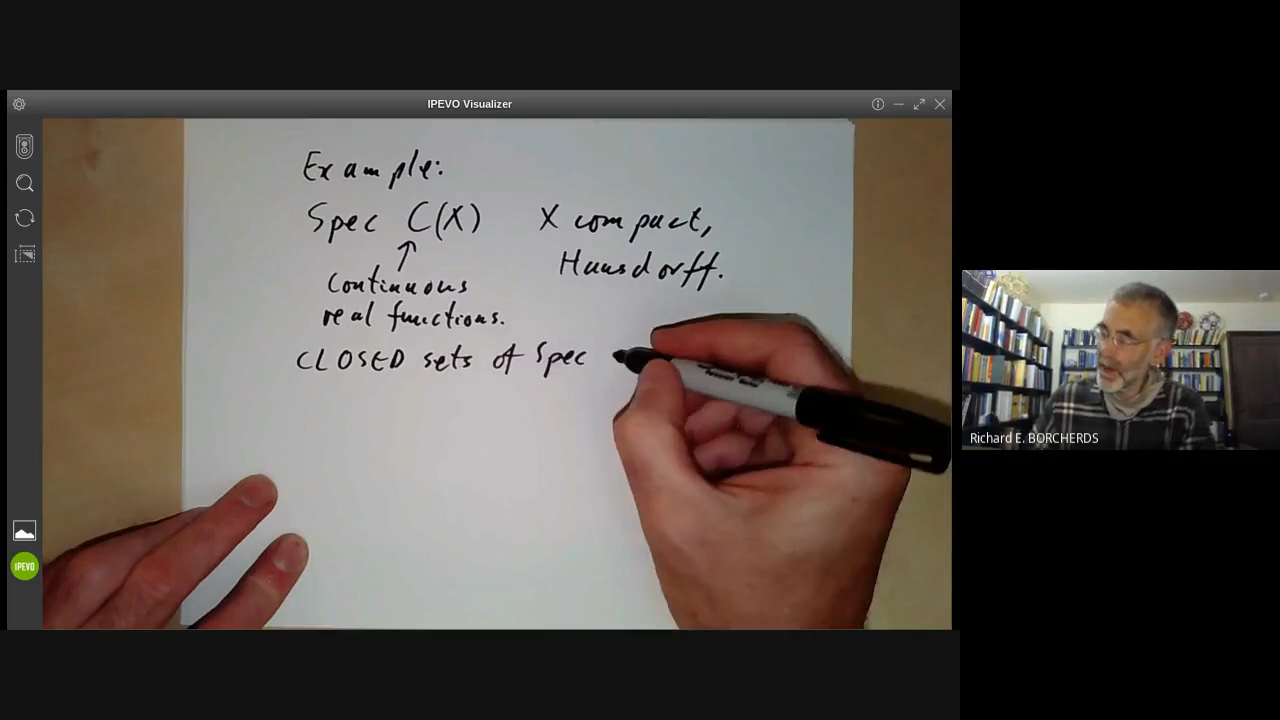 IPEVO Visualizer
Example:
Spec C(X) X compact,
Hausdorff.
↑
continuous
real functions.
CLOSED sets of Spec
IPEVO
Richard E. BORCHERDS